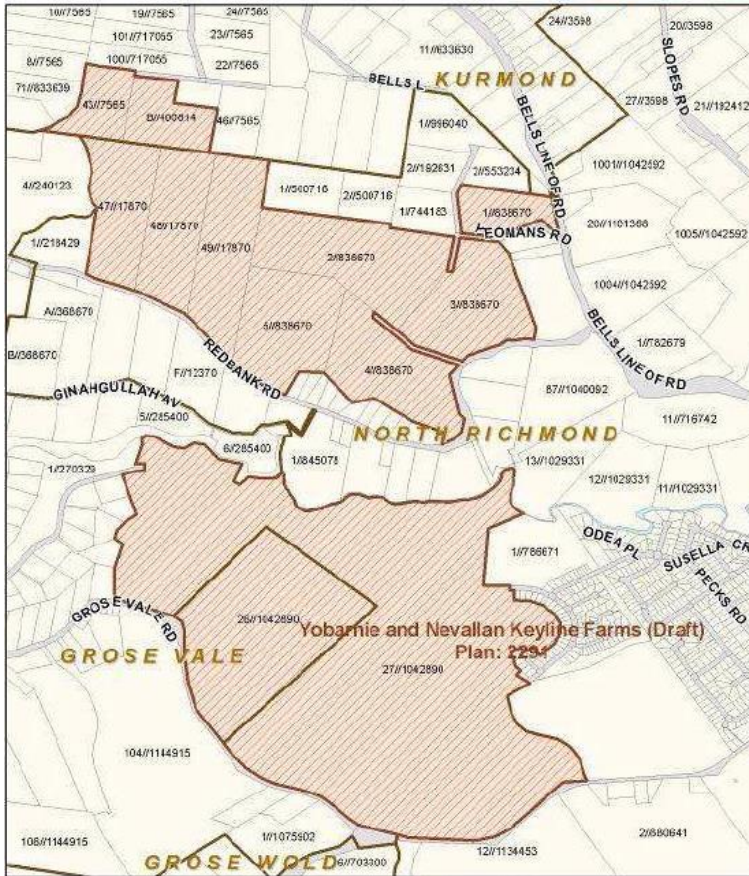 10//7565
19//7565
24//7565
24//3598
20//3598
101//717055
23//7565
8//7565
100//717055
22//7565
11//633630
SLOPES RD
71//833639
BELLS L
KURMOND
27//3598
21//192412
43//7565
B//400814
46//7565
1//996040
BELLS LINE OF RD
4//240123
2//192631
2//553234
1001//1042592
1//500716
2//500716
1//744183
1//838670
47//17870
48//17870
20//1101368
1005//1042592
1//218429
49//17870
2//838670
YEOMANS RD
1004//1042592
A//368670
3//838670
BELLS LINE OF RD
1//782679
B//368670
5//838670
REDBANK RD
F//12370
4//838670
87//1040092
GINAHGULLAH AV
5//285400
NORTH RICHMOND
11//716742
1//270329
6//285400
1//845078
13//1029331
12//1029331
11//1029331
1//786671
ODEA PL
SUSELLA CR
PECKS RD
GROSE VALE RD
26//1042890
Yobarnie and Nevallan Keyline Farms (Draft)
GROSE VALE
Plan: 2294
27//1042890
104//1144915
106//1144915
1//1075902
2//880641
GROSE WOLD
6//703300
12//1134453